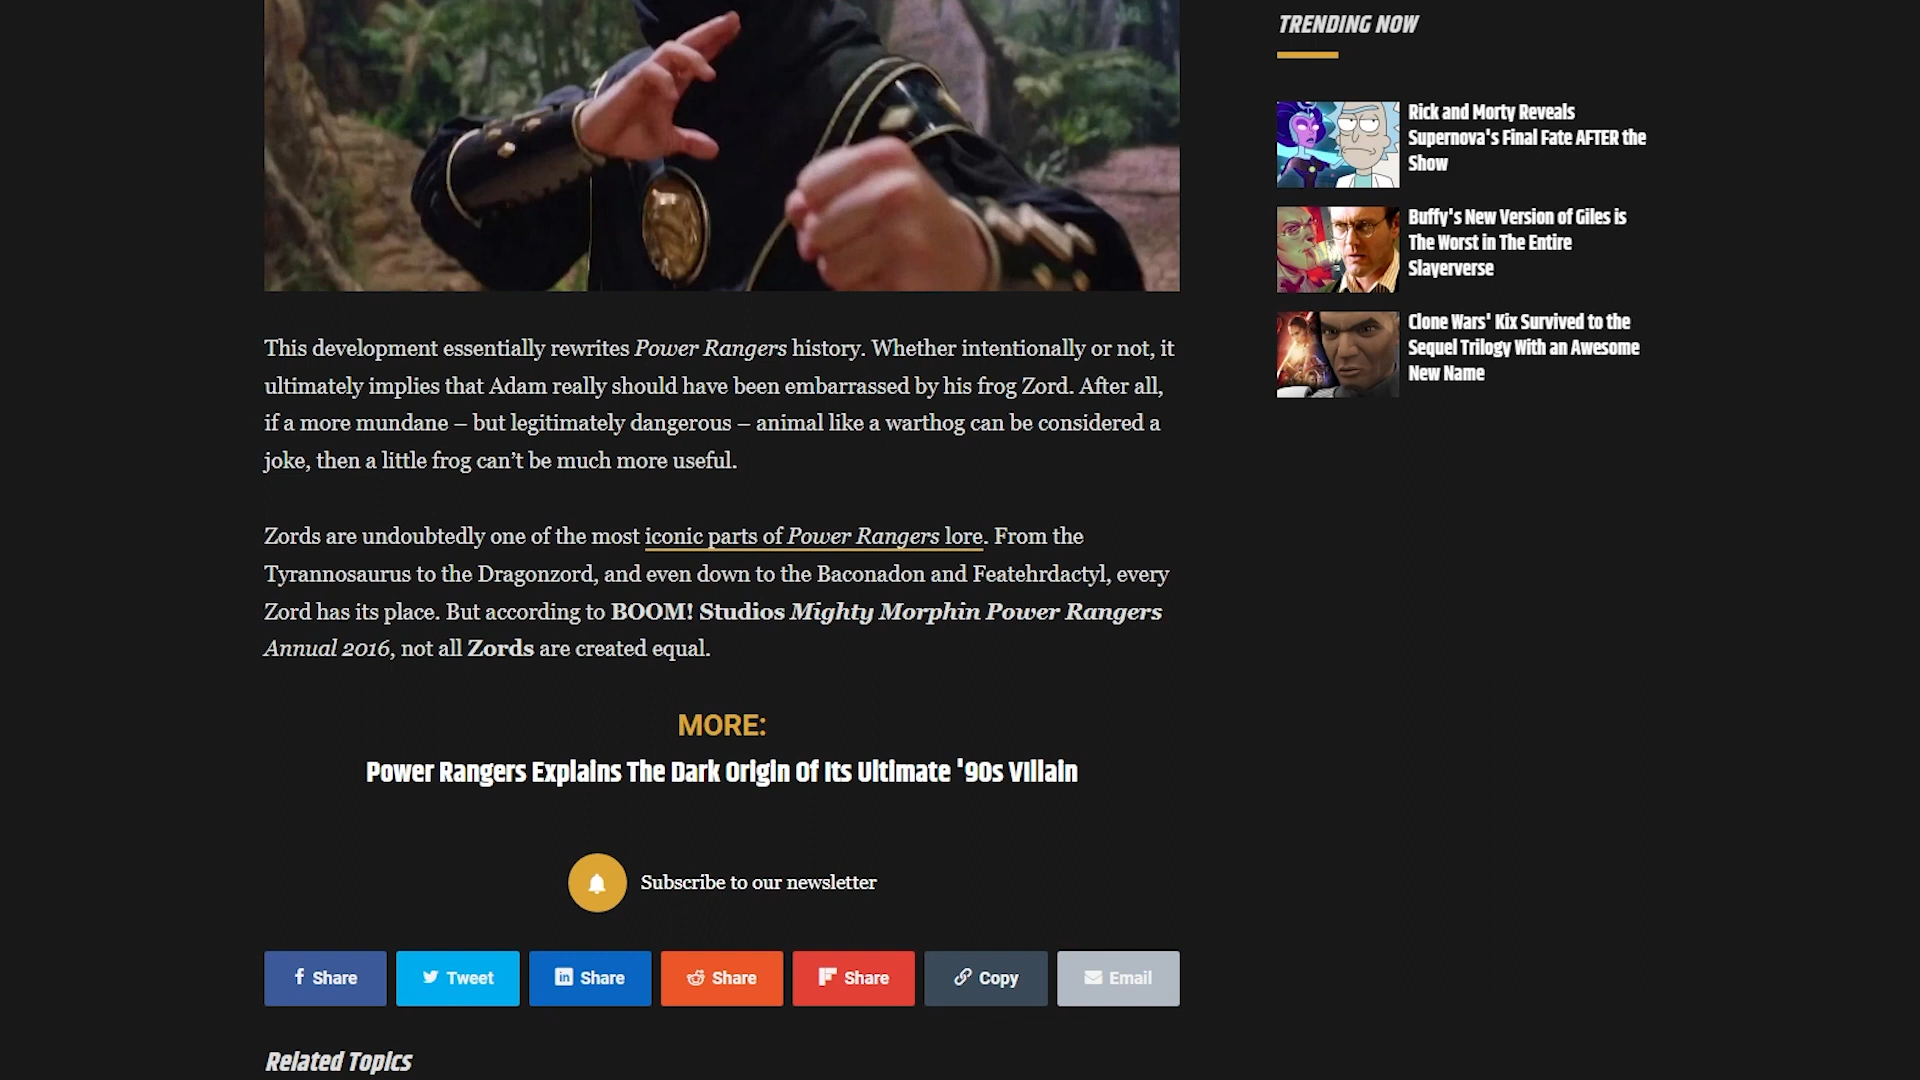 TRENDING NOW
Rick and Morty Reveals
Supernova's Final Fate AFTER the
Show
Buffy's New Version of Giles is
The Worst in The Entire
Slayerverse
Clone Wars' Kix Survived to the
Sequel Trilogy With an Awesome
New Name
This development essentially rewrites Power Rangers history. Whether intentionally or not, it
ultimately implies that Adam really should have been embarrassed by his frog Zord. After all,
if a more mundane – but legitimately dangerous – animal like a warthog can be considered a
joke, then a little frog can’t be much more useful.
Zords are undoubtedly one of the most iconic parts of Power Rangers lore. From the
Tyrannosaurus to the Dragonzord, and even down to the Baconadon and Featehrdactyl, every
Zord has its place. But according to BOOM! Studios Mighty Morphin Power Rangers
Annual 2016, not all Zords are created equal.
MORE:
Power Rangers Explains The Dark Origin Of Its Ultimate '90s VIllain
Subscribe to our newsletter
Share
Tweet
Share
Share
Share
Copy
Email
Related Topics